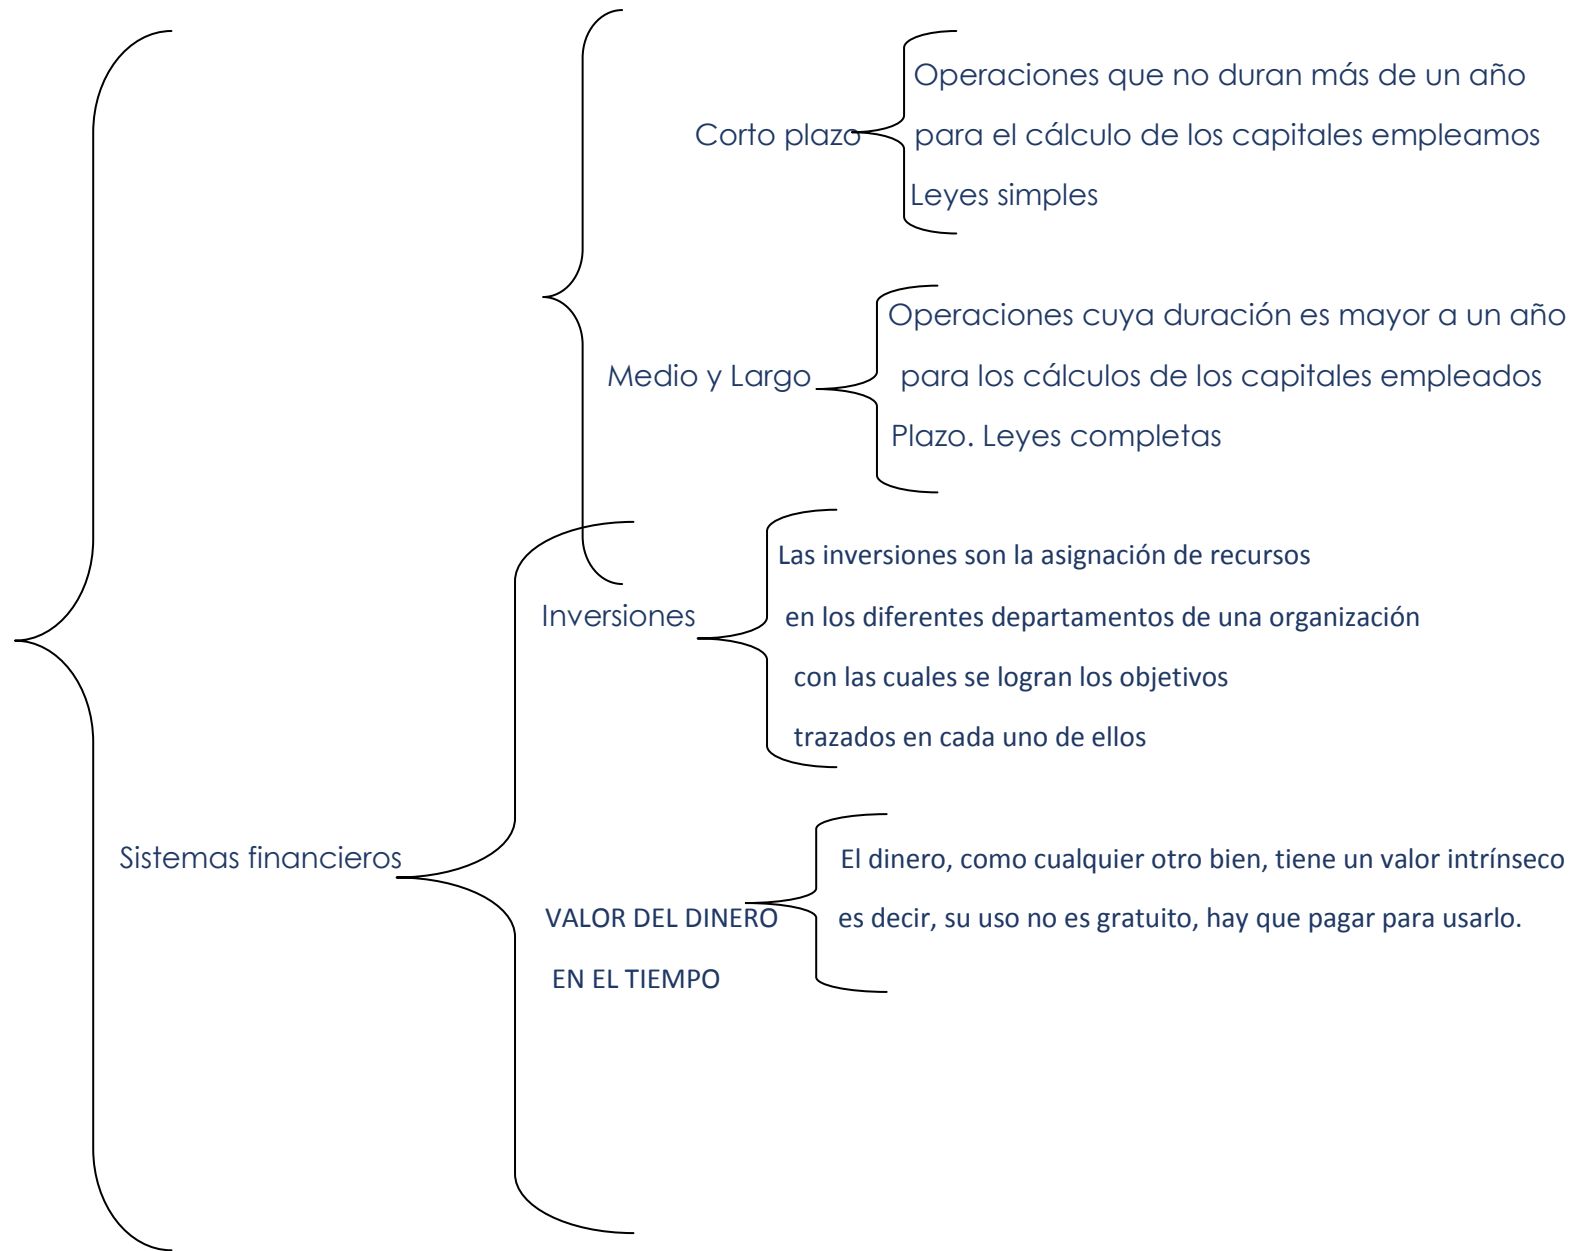 Operaciones que no duran más de un año
Corto plazo para el cálculo de los capitales empleamos
Leyes simples
Operaciones cuya duración es mayor a un año
Medio y Largo para los cálculos de los capitales empleados
Plazo. Leyes completas
Las inversiones son la asignación de recursos
Inversiones en los diferentes departamentos de una organización
con las cuales se logran los objetivos
trazados en cada uno de ellos
Sistemas financieros El dinero, como cualquier otro bien, tiene un valor intrínseco
VALOR DEL DINERO es decir, su uso no es gratuito, hay que pagar para usarlo.
EN EL TIEMPO